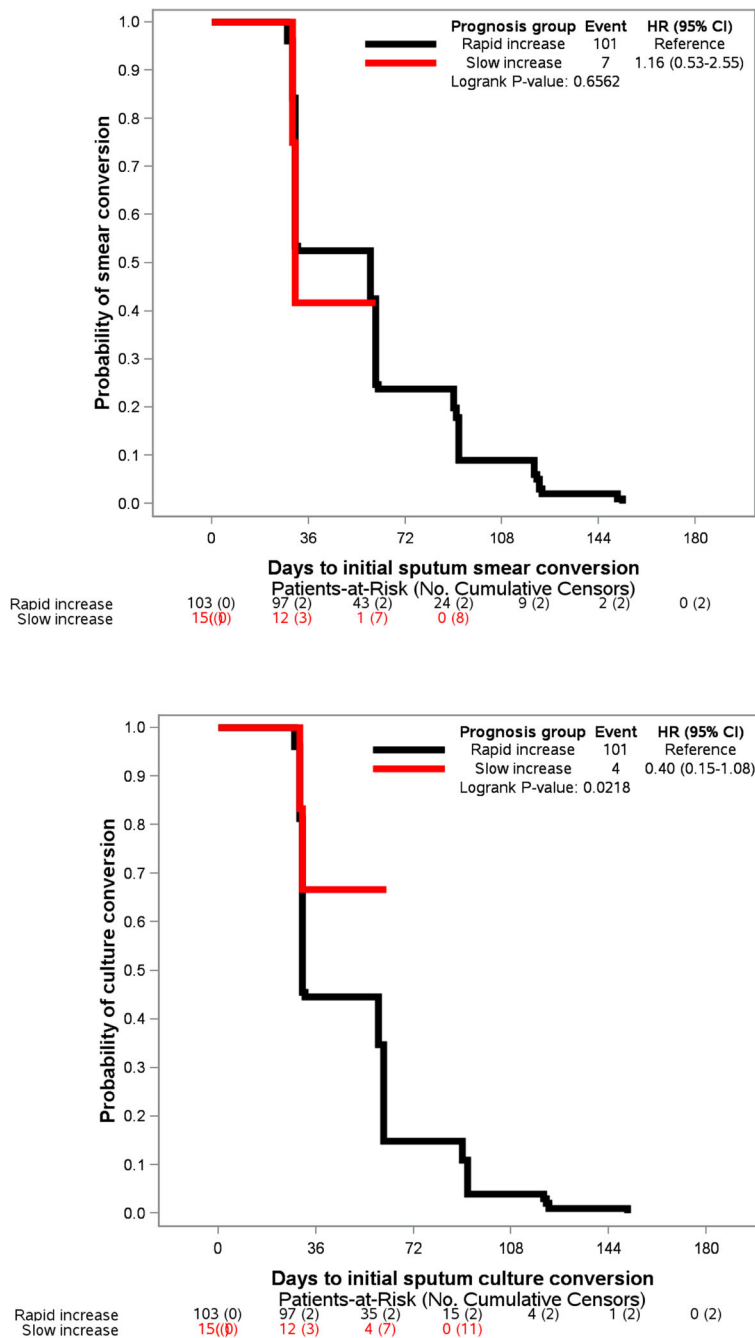 Prognosis group Event HR (95% CI)
Rapid increase 101 Reference
Slow increase 7 1.16 (0.53-2.55)
Logrank P-value: 0.6562
1.0
0.9
0.8
0.7
0.6
0.5
0.4
0.3
0.2
0.1
0.0
Probability of smear conversion
0 36 72 108 144 180
Days to initial sputum smear conversion
Patients-at-Risk (No. Cumulative Censors)
Rapid increase 103 (0) 97 (2) 43 (2) 24 (2) 9 (2) 2 (2) 0 (2)
Slow increase 15(0) 12 (3) 1 (7) 0 (8)
Prognosis group Event HR (95% CI)
Rapid increase 101 Reference
Slow increase 4 0.40 (0.15-1.08)
Logrank P-value: 0.0218
1.0
0.9
0.8
0.7
0.6
0.5
0.4
0.3
0.2
0.1
0.0
Probability of culture conversion
0 36 72 108 144 180
Days to initial sputum culture conversion
Patients-at-Risk (No. Cumulative Censors)
Rapid increase 103 (0) 97 (2) 35 (2) 15 (2) 4 (2) 1 (2) 0 (2)
Slow increase 15(0) 12 (3) 4 (7) 0 (11)